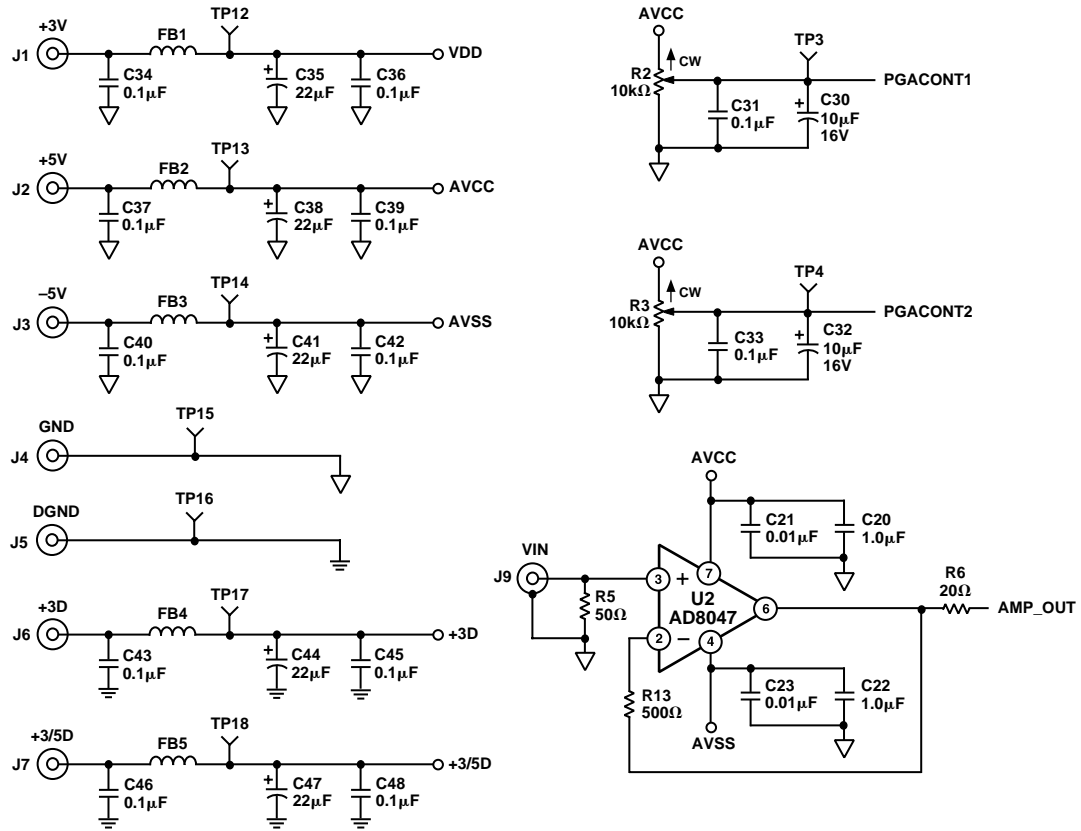 +3V
J1
FB1
TP12
VDD
C34
0.1µF
+
C35
22µF
C36
0.1µF
+5V
J2
FB2
TP13
AVCC
C37
0.1µF
+
C38
22µF
C39
0.1µF
–5V
J3
FB3
TP14
AVSS
C40
0.1µF
+
C41
22µF
C42
0.1µF
GND
J4
TP15
DGND
J5
TP16
+3D
J6
FB4
TP17
+3D
C43
0.1µF
+
C44
22µF
C45
0.1µF
+3/5D
J7
FB5
TP18
+3/5D
C46
0.1µF
+
C47
22µF
C48
0.1µF
AVCC
CW
R2
10kΩ
TP3
PGACONT1
C31
0.1µF
+
C30
10µF
16V
AVCC
CW
R3
10kΩ
TP4
PGACONT2
C33
0.1µF
+
C32
10µF
16V
AVCC
C21
0.01µF
C20
1.0µF
VIN
J9
R5
50Ω
3
+
7
U2
AD8047
6
2
–
4
R6
20Ω
AMP_OUT
R13
500Ω
C23
0.01µF
C22
1.0µF
AVSS